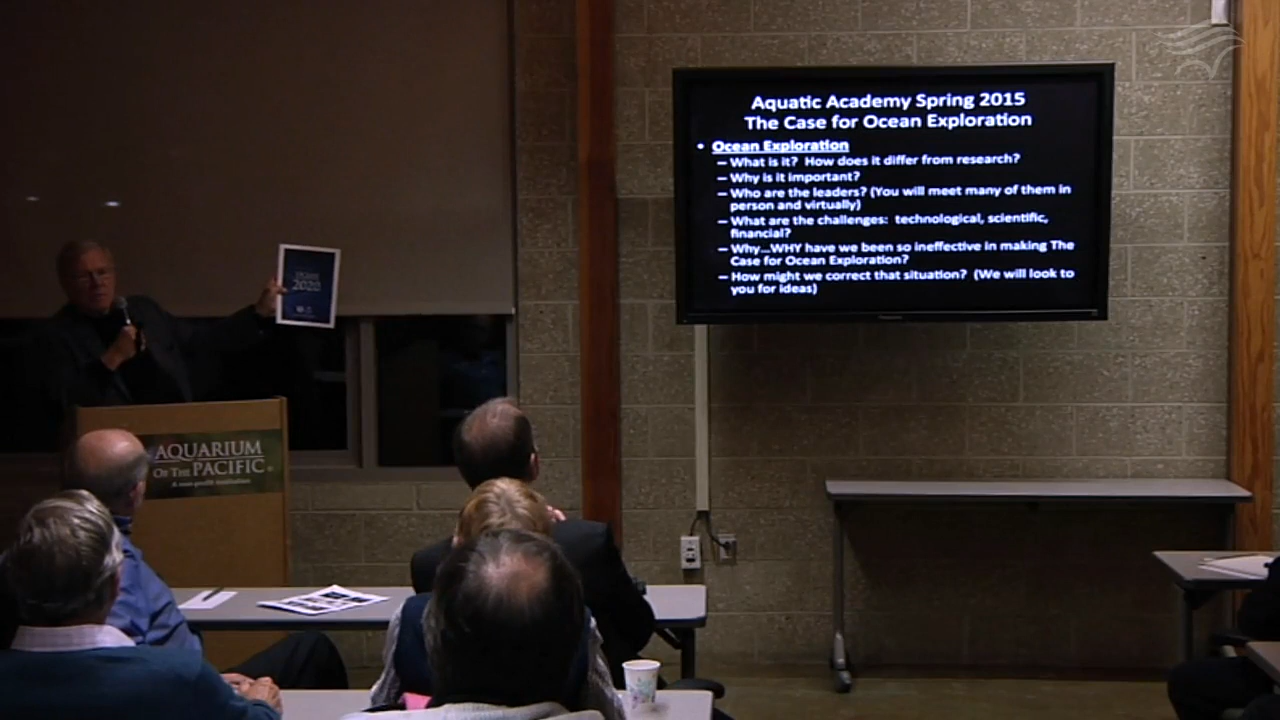 Aquatic Academy Spring 2015
The Case for Ocean Exploration
• Ocean Exploration
– What is it? How does it differ from research?
– Why is it important?
– Who are the leaders? (You will meet many of them in
person and virtually)
– What are the challenges: technological, scientific,
financial?
– Why...WHY have we been so ineffective in making The
Case for Ocean Exploration?
– How might we correct that situation? (We will look to
you for ideas)
2020
AQUARIUM
OF THE PACIFIC
A non-profit institution